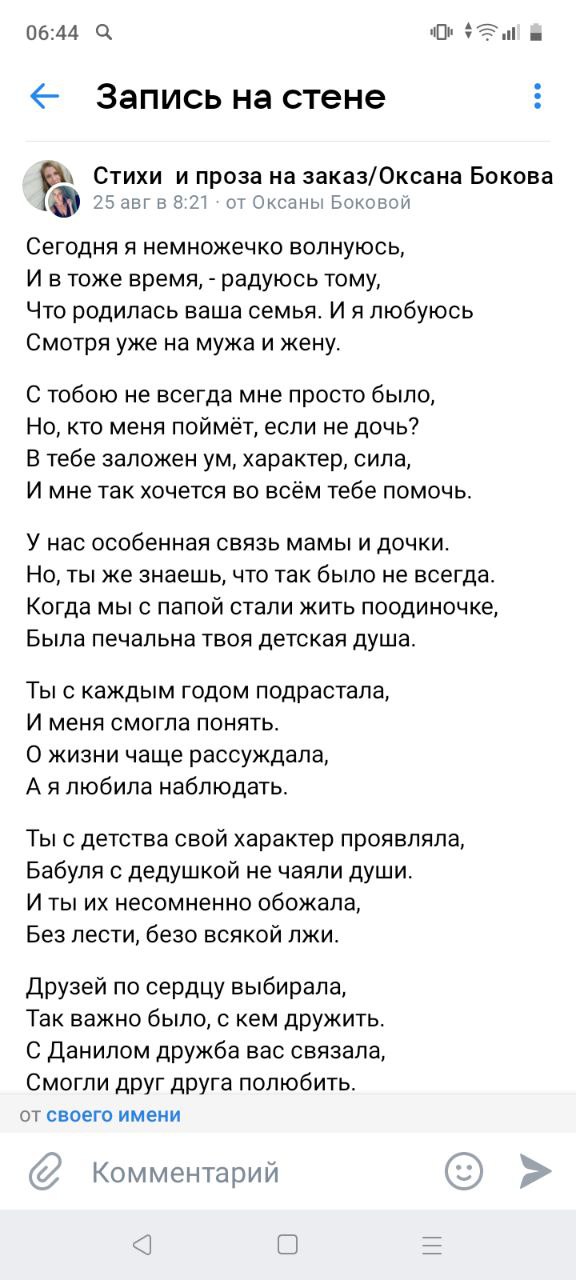 06:44
Запись на стене
Стихи и проза на заказ/Оксана Бокова
25 авг в 8:21 · от Оксаны Боковой
Сегодня я немножечко волнуюсь,
И в тоже время, - радуюсь тому,
Что родилась ваша семья. И я любуюсь
Смотря уже на мужа и жену.
С тобою не всегда мне просто было,
Но, кто меня поймёт, если не дочь?
В тебе заложен ум, характер, сила,
И мне так хочется во всём тебе помочь.
У нас особенная связь мамы и дочки.
Но, ты же знаешь, что так было не всегда.
Когда мы с папой стали жить поодиночке,
Была печальна твоя детская душа.
Ты с каждым годом подрастала,
И меня смогла понять.
О жизни чаще рассуждала,
А я любила наблюдать.
Ты с детства свой характер проявляла,
Бабуля с дедушкой не чаяли души.
И ты их несомненно обожала,
Без лести, безо всякой лжи.
Друзей по сердцу выбирала,
Так важно было, с кем дружить.
С Данилом дружба вас связала,
Смогли друг друга полюбить.
от своего имени
Комментарий